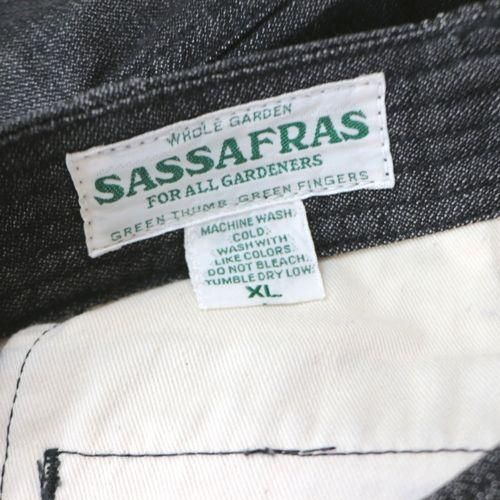 WHOLE GARDEN
SASSAFRAS
FOR ALL GARDENERS
GREEN THUMB GREEN FINGERS
MACHINE WASH
COLD.
WASH WITH
LIKE COLORS.
DO NOT BLEACH.
TUMBLE DRY LOW.
XL